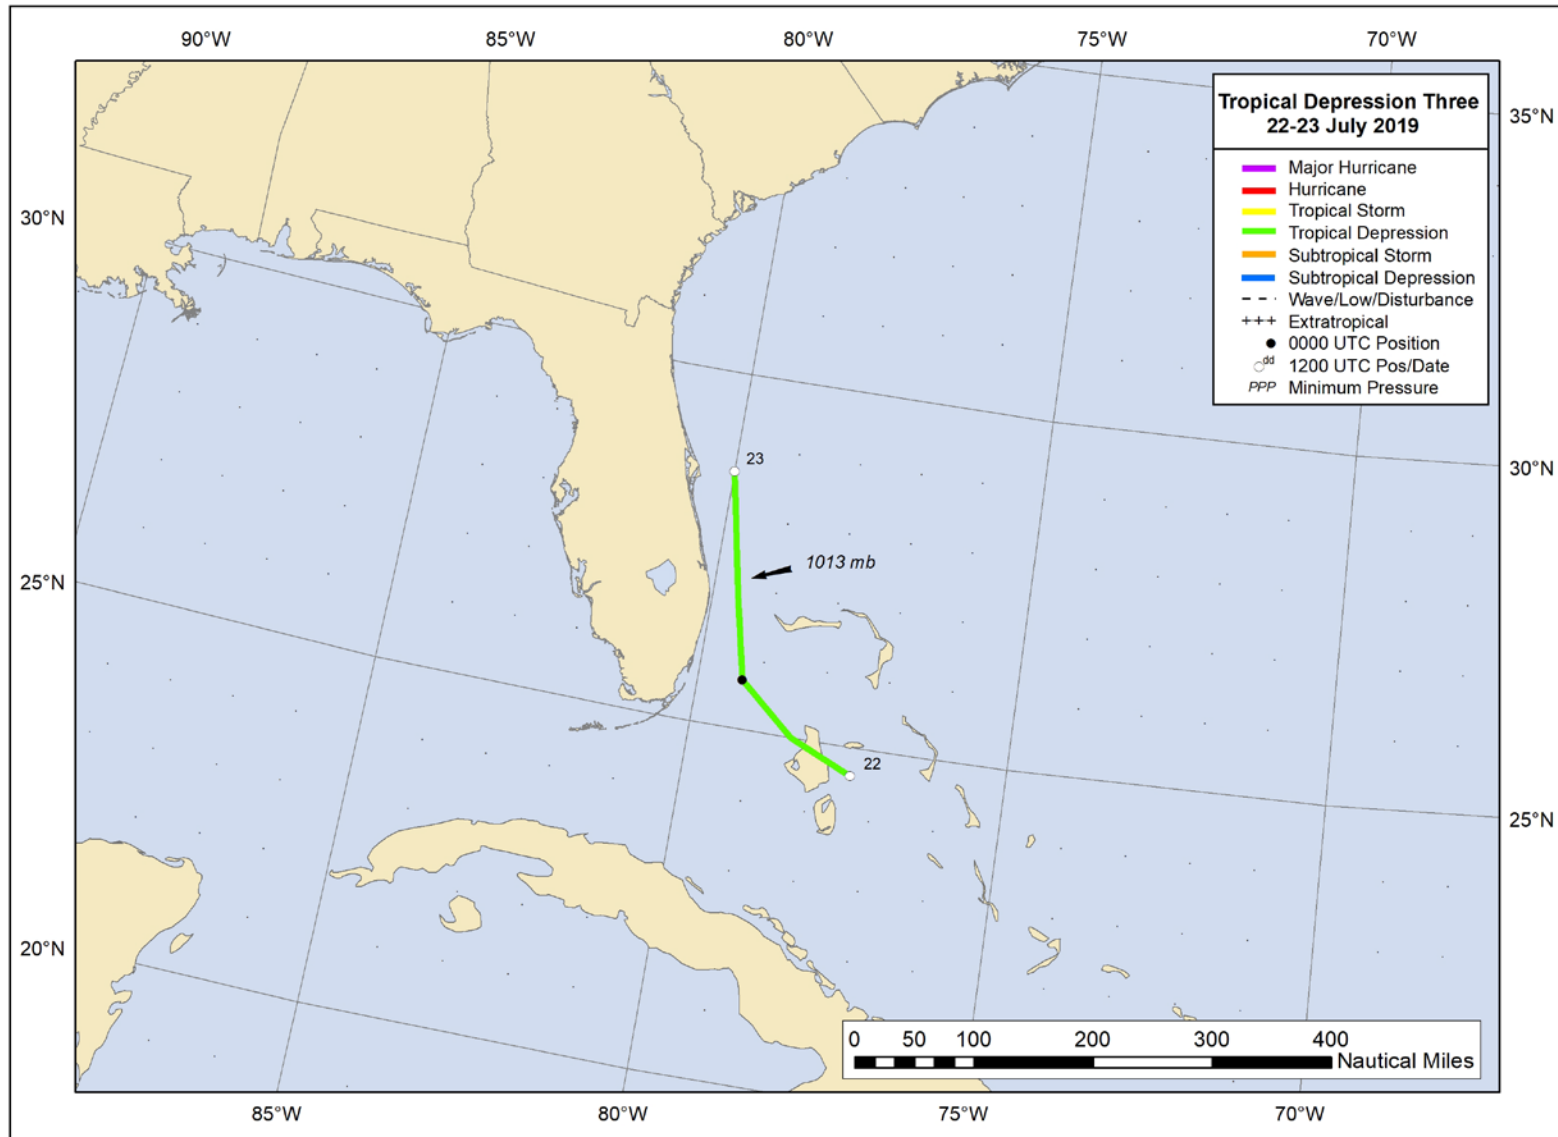 90°W 85°W 80°W 75°W 70°W
Tropical Depression Three
22-23 July 2019
Major Hurricane
Hurricane
Tropical Storm
Tropical Depression
Subtropical Storm
Subtropical Depression
Wave/Low/Disturbance
+++ Extratropical
0000 UTC Position
dd 1200 UTC Pos/Date
PPP Minimum Pressure
35°N
30°N
30°N
23
1013 mb
25°N
22
25°N
20°N
0 50 100 200 300 400
Nautical Miles
85°W 80°W 75°W 70°W